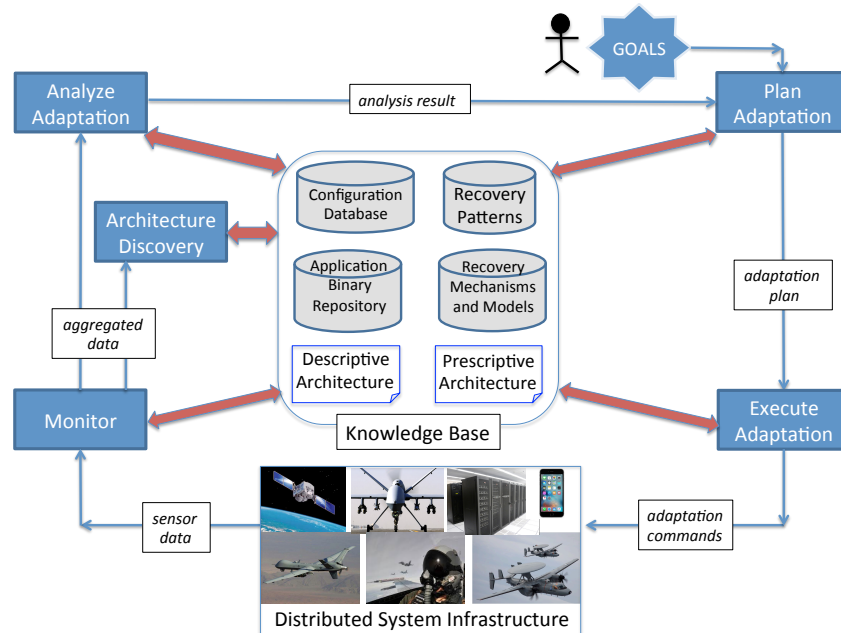 GOALS
Analyze
Adaptation
analysis result
Plan
Adaptation
Configuration
Database
Recovery
Patterns
Architecture
Discovery
Application
Binary
Repository
Recovery
Mechanisms
and Models
adaptation
plan
aggregated
data
Descriptive
Architecture
Prescriptive
Architecture
Monitor
Knowledge Base
Execute
Adaptation
sensor
data
adaptation
commands
Distributed System Infrastructure